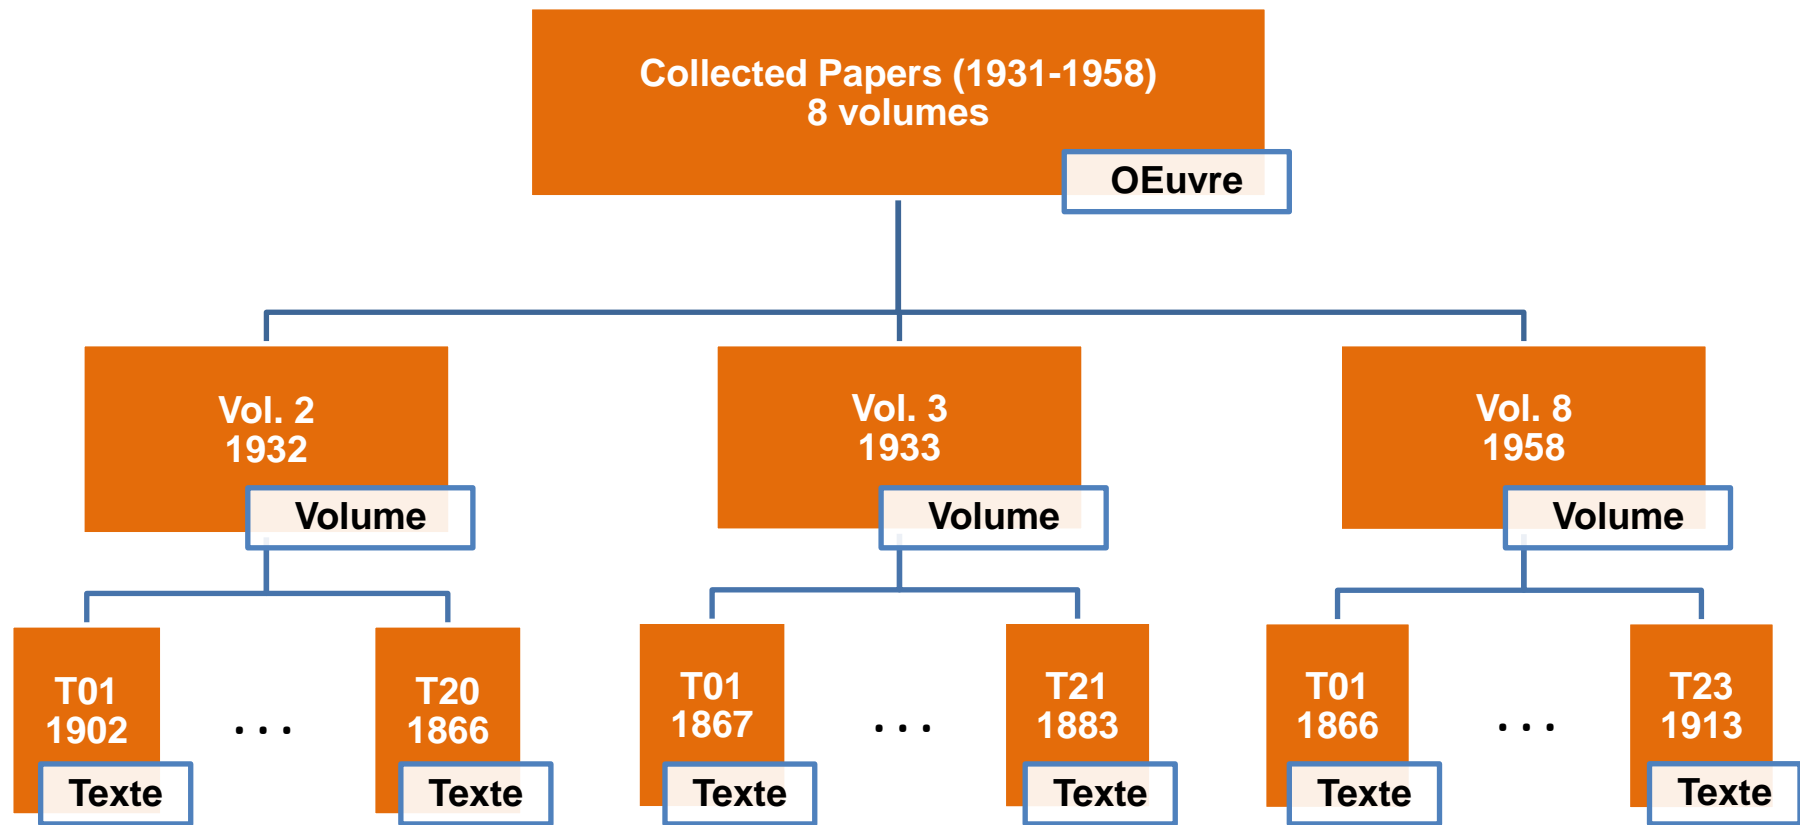 Collected Papers (1931-1958)
8 volumes
OEuvre
Vol. 2
1932
Volume
Vol. 3
1933
Volume
Vol. 8
1958
Volume
T01
1902
Texte
...
T20
1866
Texte
T01
1867
Texte
...
T21
1883
Texte
T01
1866
Texte
...
T23
1913
Texte